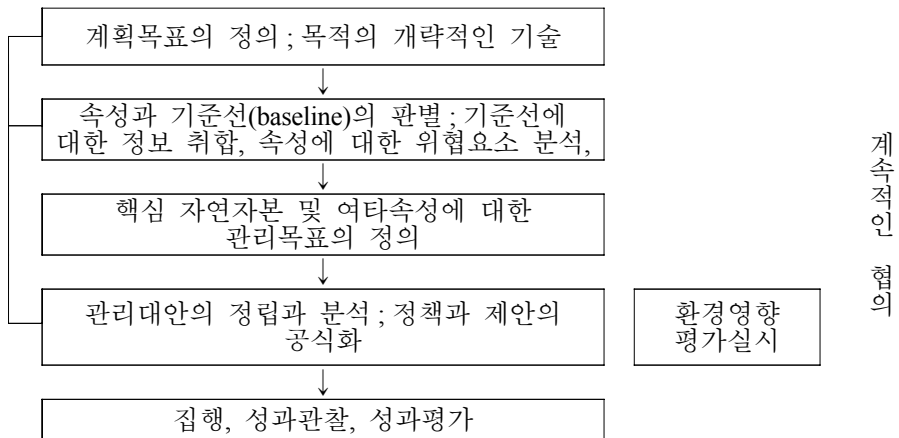 계획목표의 정의 ; 목적의 개략적인 기술
속성과 기준선(baseline)의 판별 ; 기준선에
대한 정보 취합, 속성에 대한 위협요소 분석,
핵심 자연자본 및 여타속성에 대한
관리목표의 정의
관리대안의 정립과 분석 ; 정책과 제안의
공식화
환경영향
평가실시
집행, 성과관찰, 성과평가
계속적인 협의